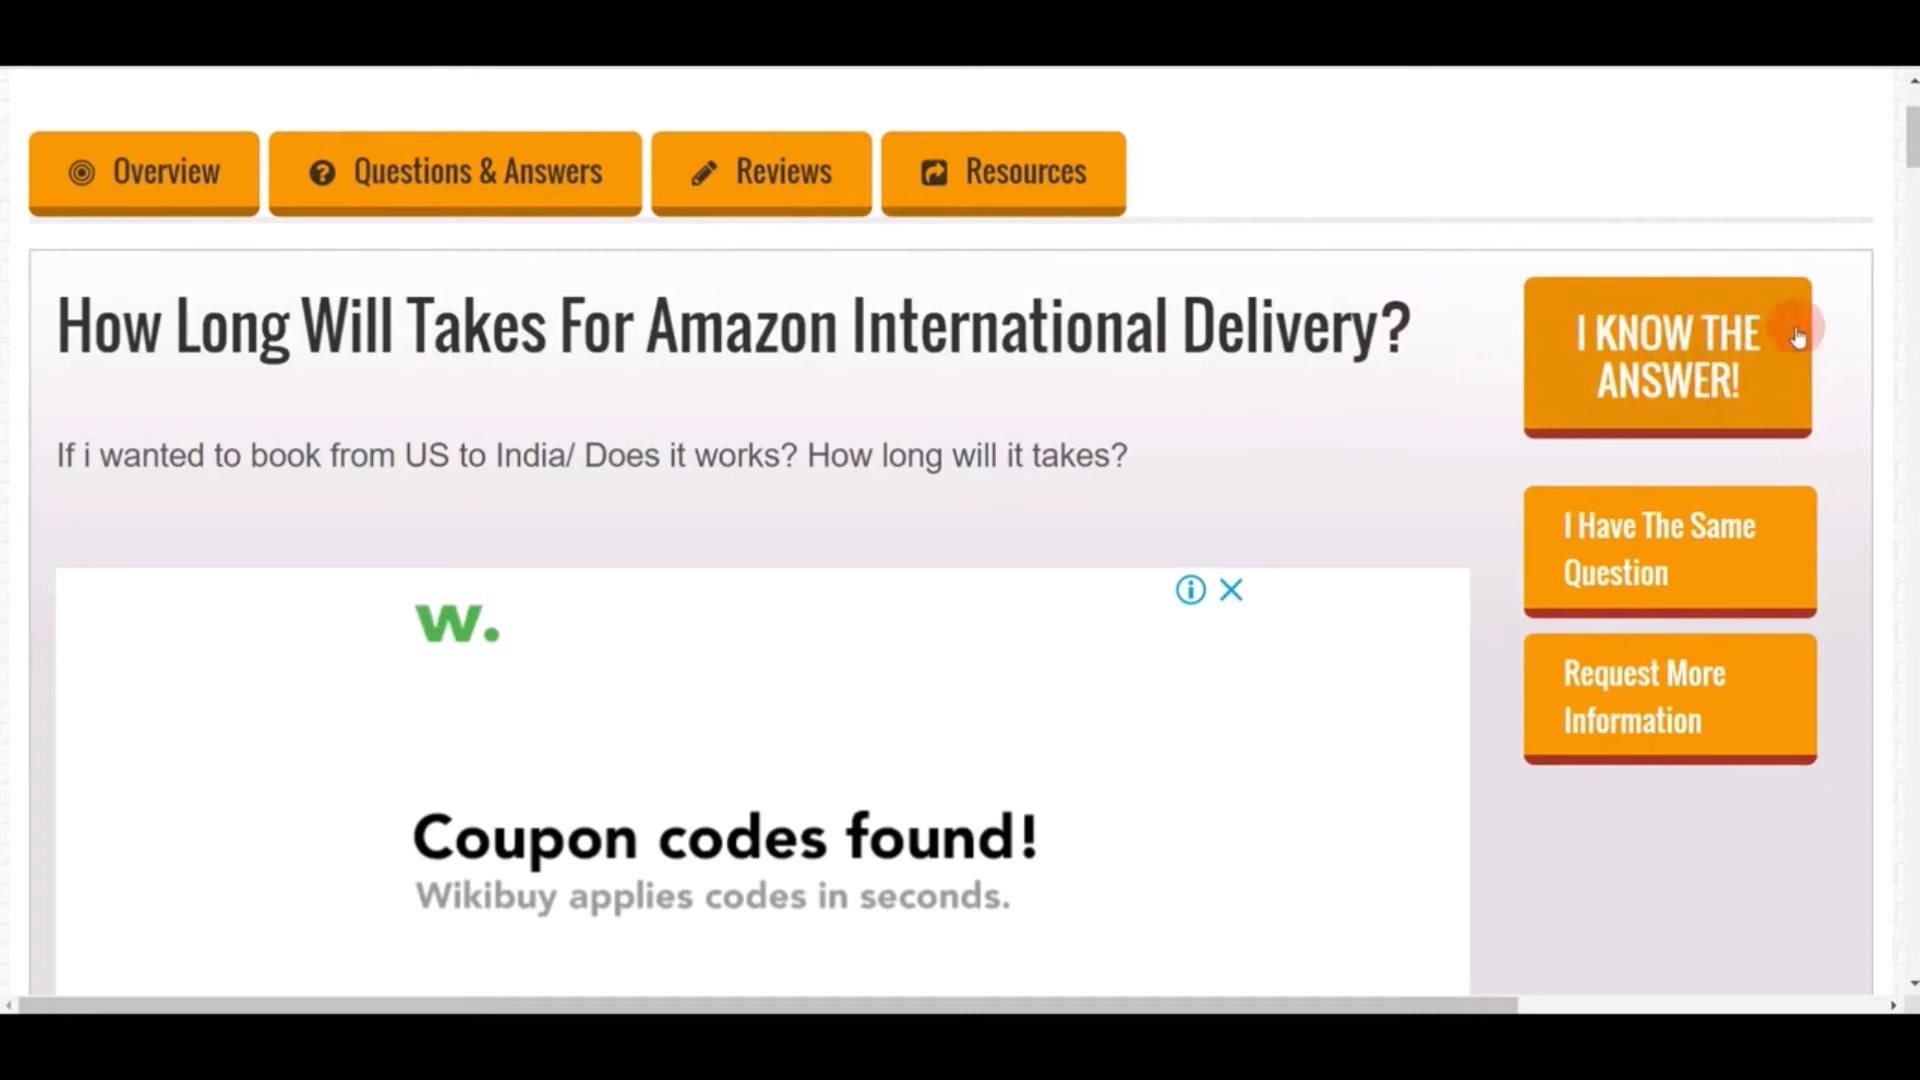 Overview
Questions & Answers
Reviews
Resources
How Long Will Takes For Amazon International Delivery?
I KNOW THE
ANSWER!
If i wanted to book from US to India/ Does it works? How long will it takes?
I Have The Same
Question
Request More
Information
w.
Coupon codes found!
Wikibuy applies codes in seconds.